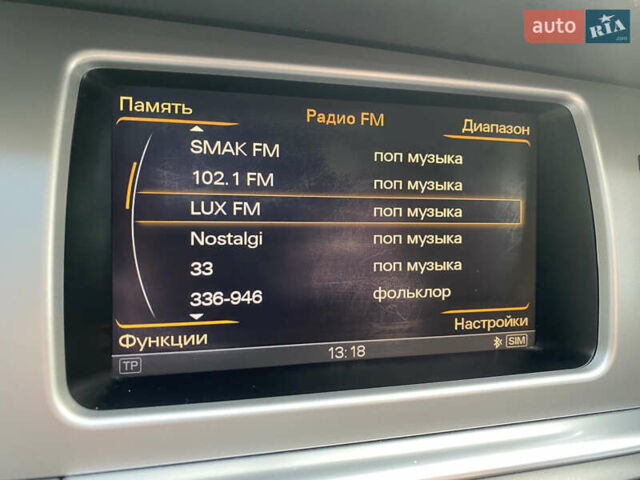 auto RIA .com
Память
Радио FM
Диапазон
SMAK FM поп музыка
102.1 FM поп музыка
LUX FM поп музыка
Nostalgi поп музыка
33 поп музыка
336-946 фольклор
Функции
Настройки
TP
13:18
SIM